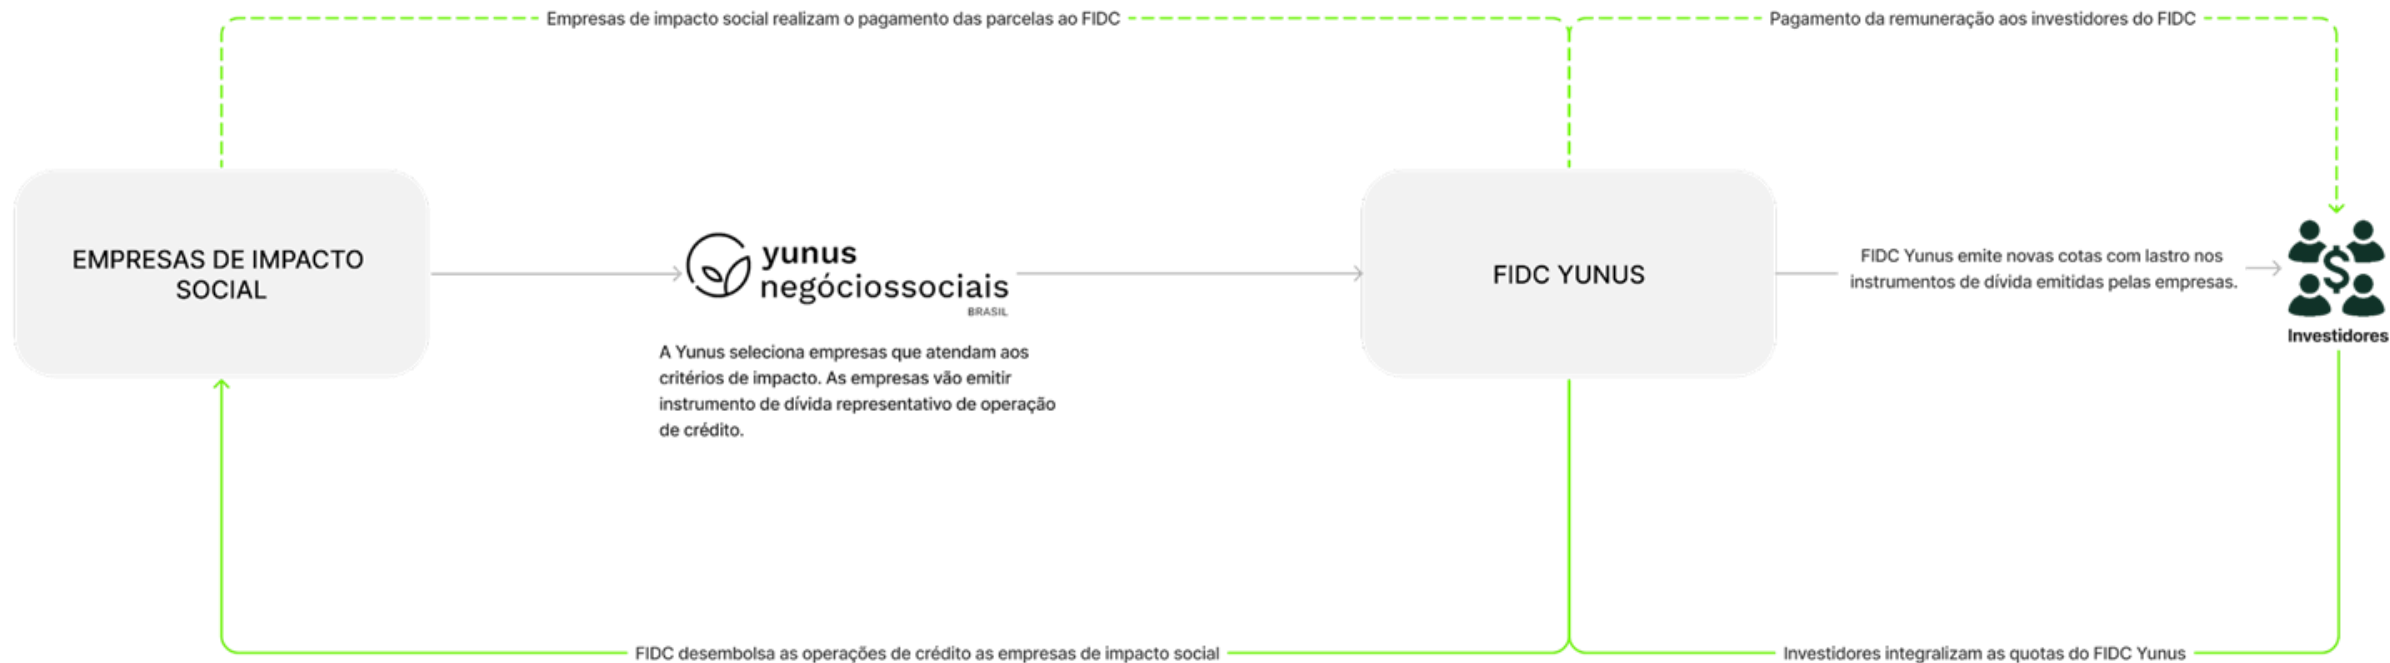 Empresas de impacto social realizam o pagamento das parcelas ao FIDC
Pagamento da remuneração aos investidores do FIDC
EMPRESAS DE IMPACTO
SOCIAL
yunus
negóciossociais
BRASIL
A Yunus seleciona empresas que atendam aos
critérios de impacto. As empresas vão emitir
instrumento de dívida representativo de operação
de crédito.
FIDC YUNUS
FIDC Yunus emite novas cotas com lastro nos
instrumentos de dívida emitidas pelas empresas.
$
Investidores
FIDC desembolsa as operações de crédito as empresas de impacto social
Investidores integralizam as quotas do FIDC Yunus